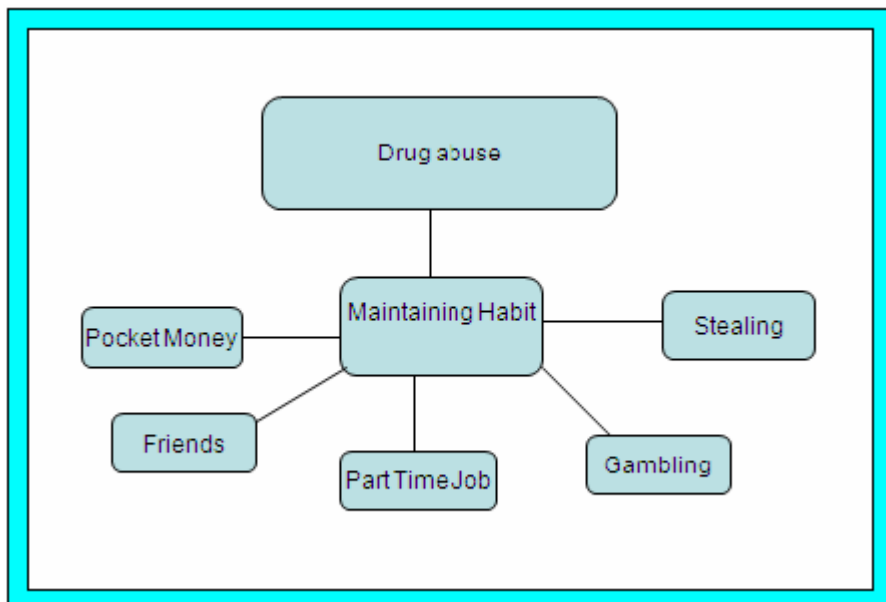 Drug abuse
Maintaining Habit
Pocket Money
Stealing
Friends
Part Time Job
Gambling